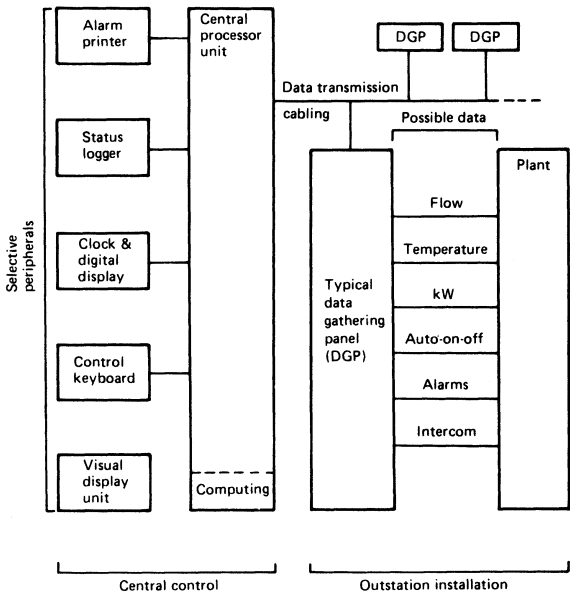 Alarm
printer
Central
processor
unit
DGP
DGP
Data transmission
cabling
Possible data
Status
logger
Plant
Flow
Selective
peripherals
Clock &
digital
display
Temperature
Typical
data
gathering
panel
(DGP)
kW
Auto-on-off
Control
keyboard
Alarms
Intercom
Visual
display
unit
Computing
Central control
Outstation installation